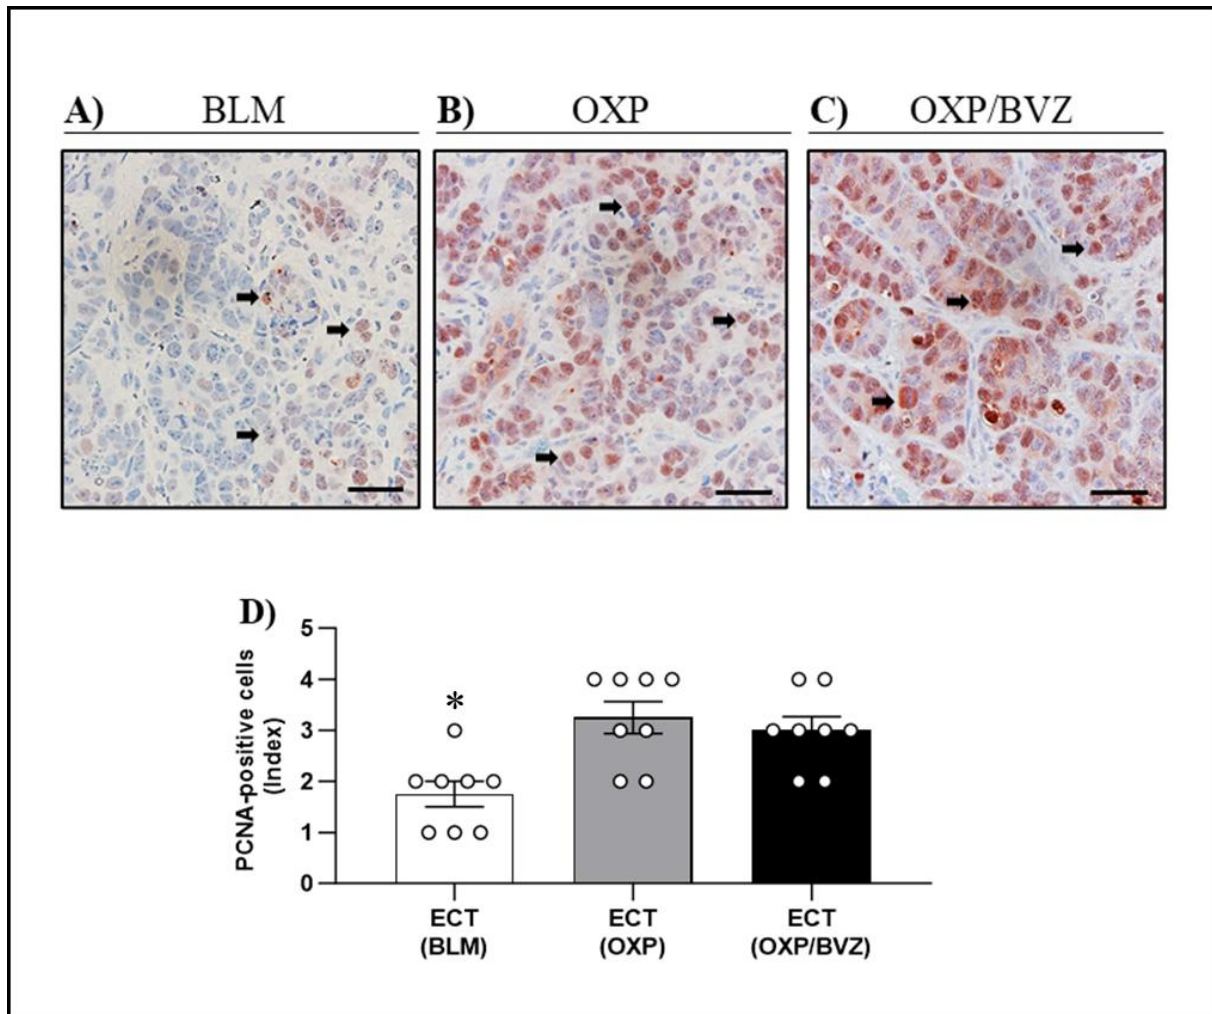 A) BLM
B) OXP
C) OXP/BVZ
D)
PCNA-positive cells
(Index)
5
4
3
2
1
0
*
ECT
(BLM)
ECT
(OXP)
ECT
(OXP/BVZ)